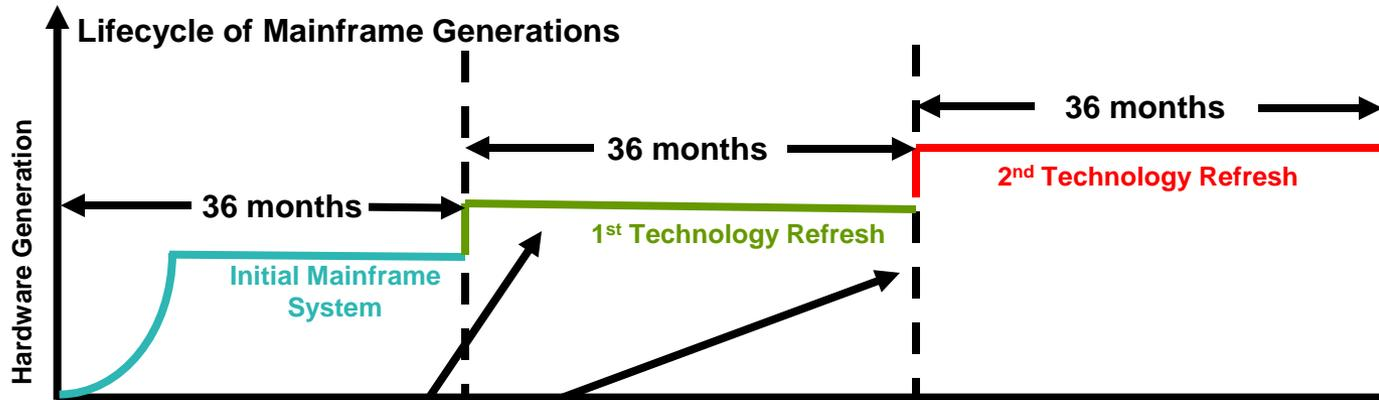 Lifecycle of Mainframe Generations
Hardware Generation
36 months
36 months
36 months
Initial Mainframe
System
1st Technology Refresh
2nd Technology Refresh